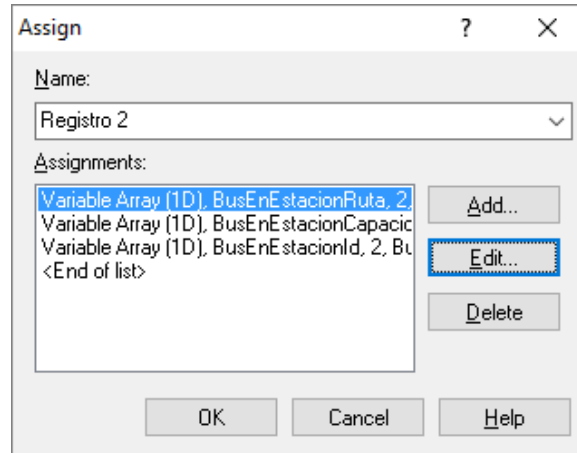 Assign ? ×
Name:
Registro 2
Assignments:
Variable Array (1D), BusEnEstacionRuta, 2,
Variable Array (1D), BusEnEstacionCapacic
Variable Array (1D), BusEnEstacionId, 2, Bu
<End of list>
Add...
Edit...
Delete
OK Cancel Help